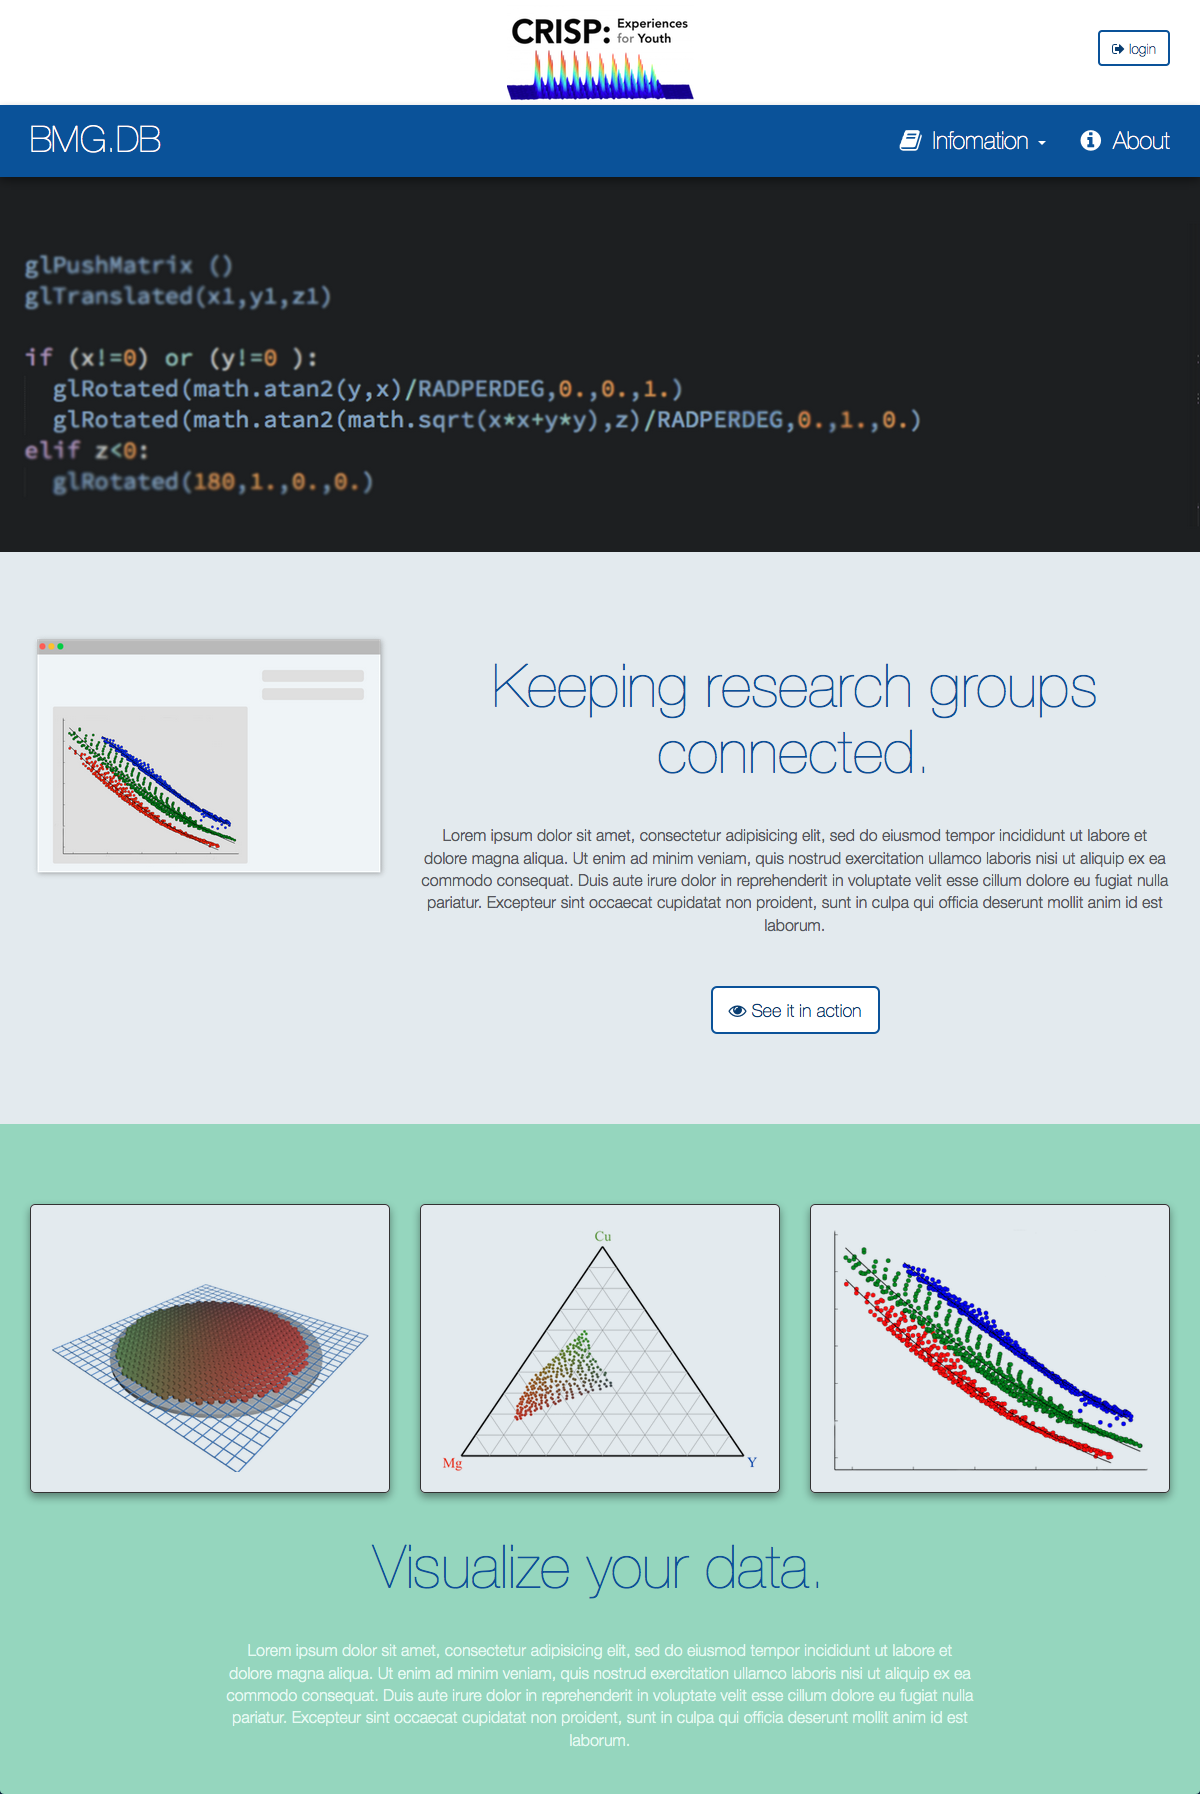 CRISP: Experiences
for Youth
login
BMG.DB
Infomation
About
glPushMatrix ()
glTranslated(x1,y1,z1)
if (x!=0) or (y!=0 ):
glRotated(math.atan2(y,x)/RADPERDEG,0.,0.,1.)
glRotated(math.atan2(math.sqrt(x*x+y*y),z)/RADPERDEG,0.,1.,0.)
elif z<0:
glRotated(180,1.,0.,0.)
Keeping research groups
connected.
Lorem ipsum dolor sit amet, consectetur adipisicing elit, sed do eiusmod tempor incididunt ut labore et
dolore magna aliqua. Ut enim ad minim veniam, quis nostrud exercitation ullamco laboris nisi ut aliquip ex ea
commodo consequat. Duis aute irure dolor in reprehenderit in voluptate velit esse cillum dolore eu fugiat nulla
pariatur. Excepteur sint occaecat cupidatat non proident, sunt in culpa qui officia deserunt mollit anim id est
laborum.
See it in action
Cu
Mg
Y
Visualize your data.
Lorem ipsum dolor sit amet, consectetur adipisicing elit, sed do eiusmod tempor incididunt ut labore et
dolore magna aliqua. Ut enim ad minim veniam, quis nostrud exercitation ullamco laboris nisi ut aliquip ex ea
commodo consequat. Duis aute irure dolor in reprehenderit in voluptate velit esse cillum dolore eu fugiat nulla
pariatur. Excepteur sint occaecat cupidatat non proident, sunt in culpa qui officia deserunt mollit anim id est
laborum.